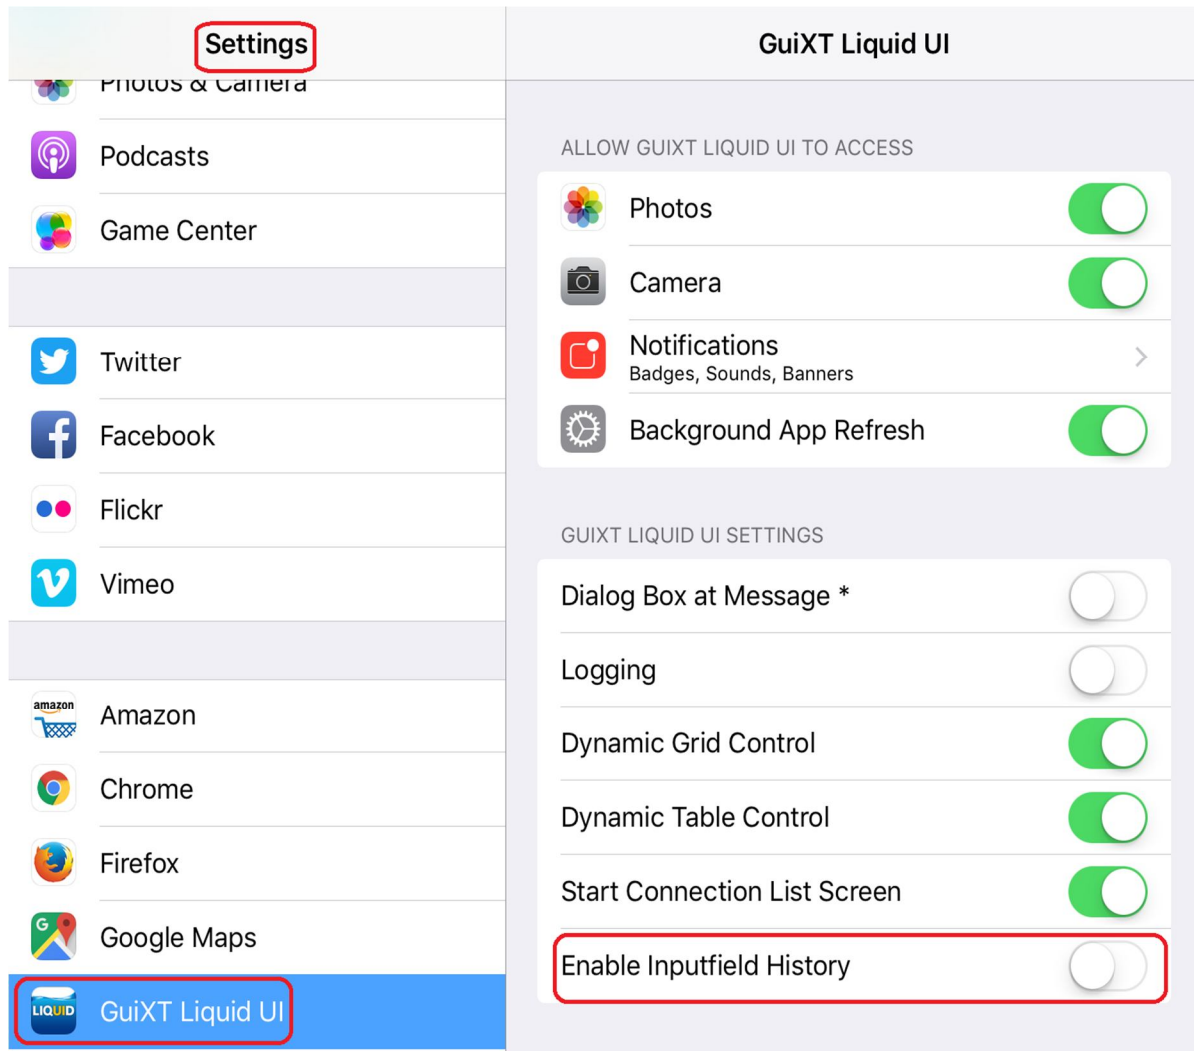 Settings
Photos & Camera
Podcasts
Game Center
Twitter
Facebook
Flickr
Vimeo
amazon
Amazon
Chrome
Firefox
G
Google Maps
LIQUID
GuiXT Liquid UI
GuiXT Liquid UI
ALLOW GUIXT LIQUID UI TO ACCESS
Photos
Camera
Notifications
Badges, Sounds, Banners
Background App Refresh
GUIXT LIQUID UI SETTINGS
Dialog Box at Message *
Logging
Dynamic Grid Control
Dynamic Table Control
Start Connection List Screen
Enable Inputfield History